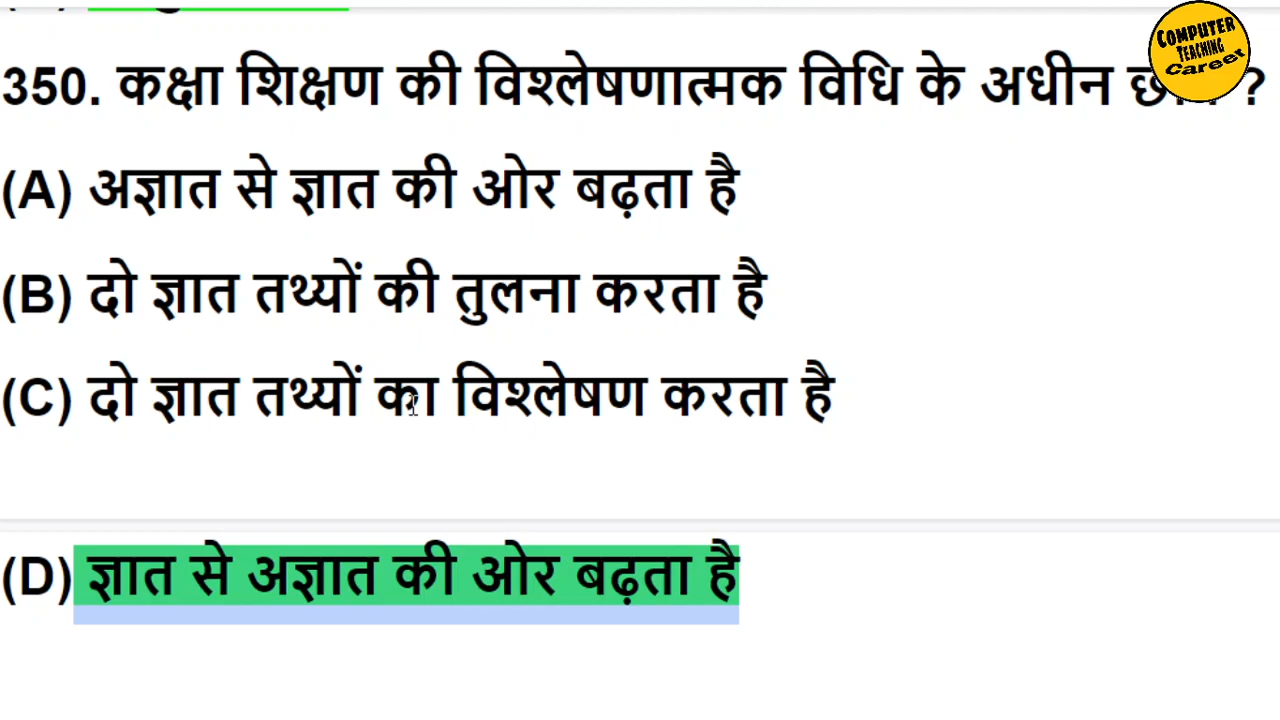 COMPUTER
TEACHING
Career
350. कक्षा शिक्षण की विश्लेषणात्मक विधि के अधीन ?
(A) अज्ञात से ज्ञात की ओर बढ़ता है
(B) दो ज्ञात तथ्यों की तुलना करता है
(C) दो ज्ञात तथ्यों का विश्लेषण करता है
(D) ज्ञात से अज्ञात की ओर बढ़ता है